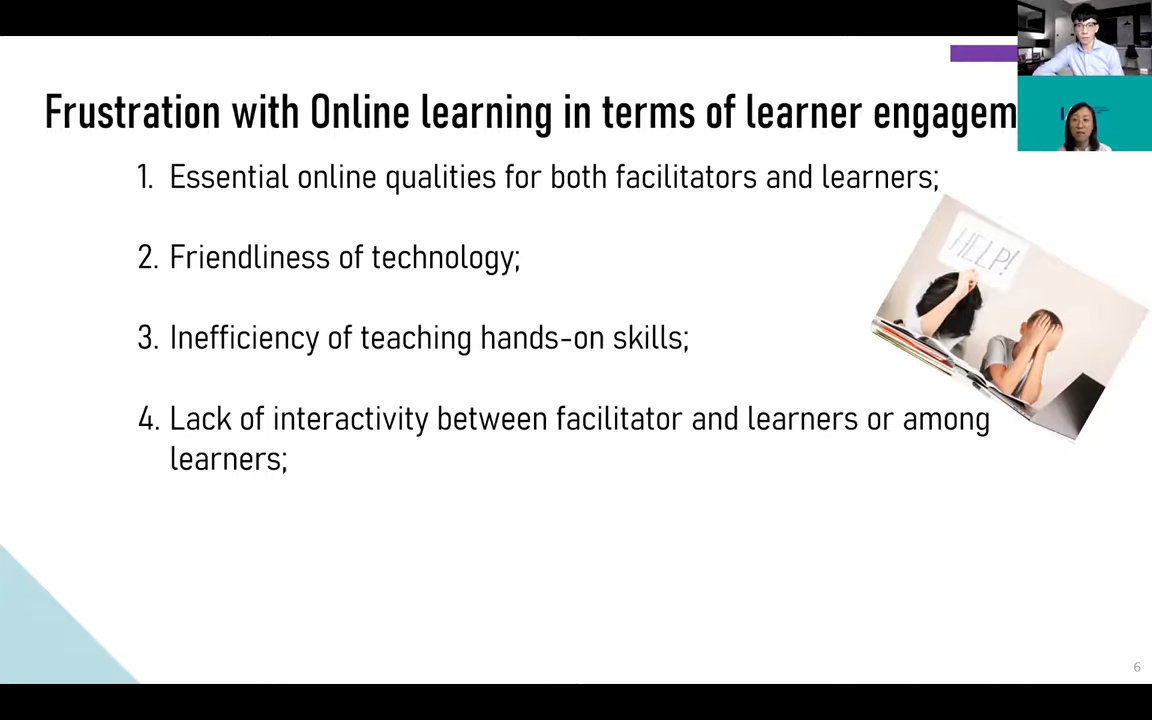 Frustration with Online learning in terms of learner engagem
1. Essential online qualities for both facilitators and learners;
HELP!
2. Friendliness of technology;
3. Inefficiency of teaching hands-on skills;
4. Lack of interactivity between facilitator and learners or among
learners;
6